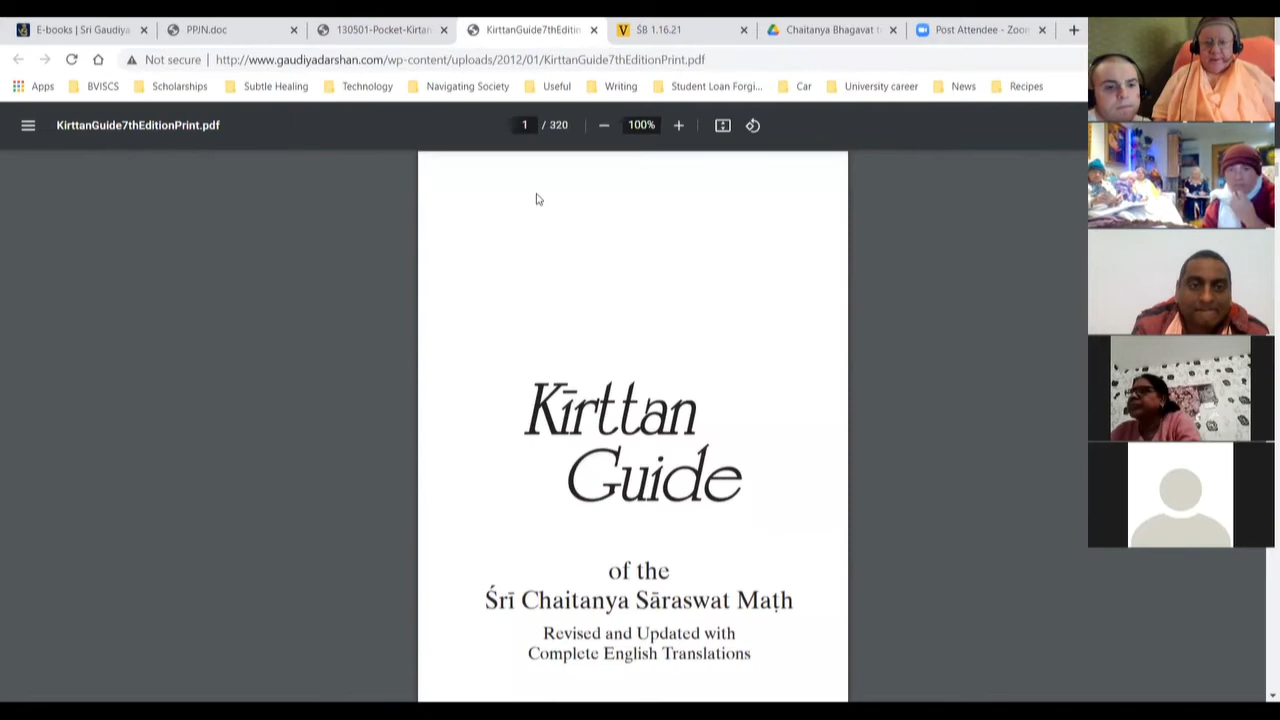 E-books | Sri Gaudiya
PPJN.doc
130501-Pocket-Kirtan
KirttanGuide7thEditin
ŚB 1.16.21
Chaitanya Bhagavat
Post Attendee - Zoom
Not secure
http://www.gaudiyadarshan.com/wp-content/uploads/2012/01/KirttanGuide7thEditionPrint.pdf
Apps
BVISCS
Scholarships
Subtle Healing
Technology
Navigating Society
Useful
Writing
Student Loan Forgi...
Car
University career
News
Recipes
KirttanGuide7thEditionPrint.pdf
1 / 320
100%
Kīrttan
Guide
of the
Śrī Chaitanya Sāraswat Maṭh
Revised and Updated with
Complete English Translations